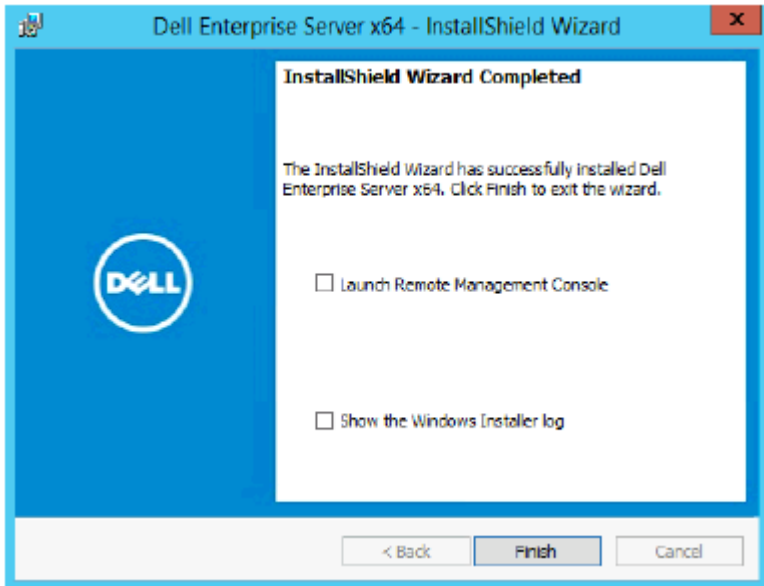 Dell Enterprise Server x64 - InstallShield Wizard
x
InstallShield Wizard Completed
The InstallShield Wizard has successfully installed Dell
Enterprise Server x64. Click Finish to exit the wizard.
DELL
Launch Remote Management Console
Show the Windows Installer log
< Back
Finish
Cancel